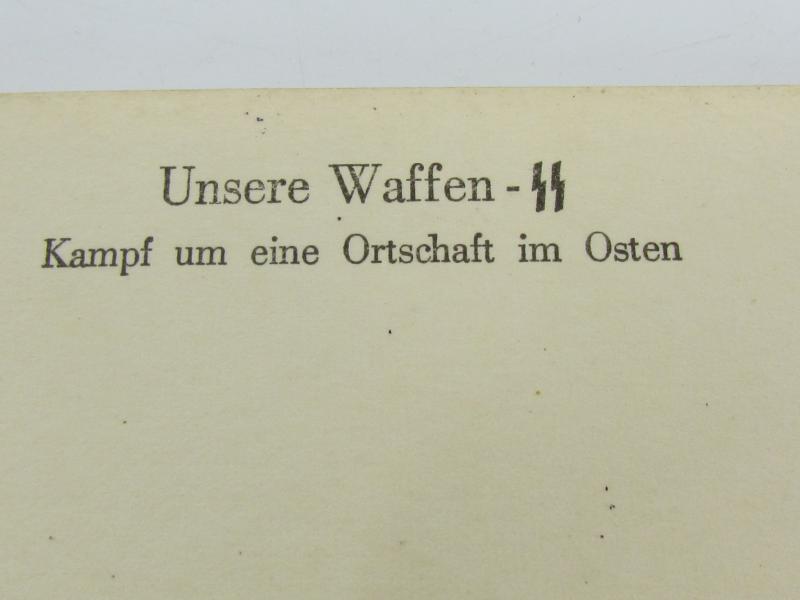 Unsere Waffen - ᛋᛋ
Kampf um eine Ortschaft im Osten